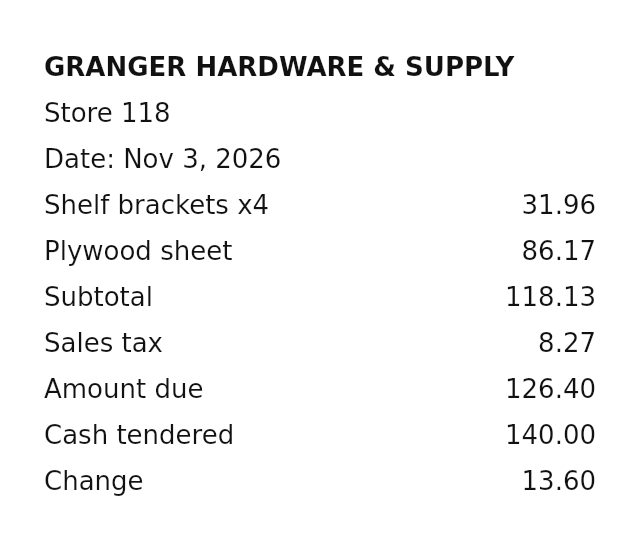 GRANGER HARDWARE & SUPPLY
Store 118
Date: Nov 3, 2026
Shelf brackets x4 31.96
Plywood sheet 86.17
Subtotal 118.13
Sales tax 8.27
Amount due 126.40
Cash tendered 140.00
Change 13.60